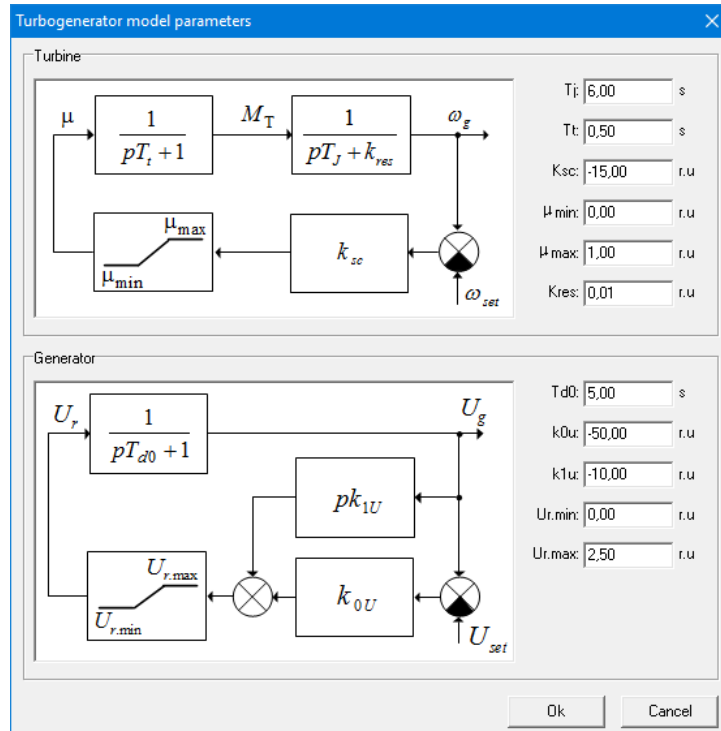 Turbogenerator model parameters
Turbine
μ
1
pTt + 1
MT
1
pTJ + kres
ωg
μmax
μmin
ksc
ωset
Tj: 6,00 s
Tt: 0,50 s
Ksc: -15,00 r.u
μ min: 0,00 r.u
μ max: 1,00 r.u
Kres: 0,01 r.u
Generator
Ur
1
pTd0 + 1
Ug
pk1U
Ur.max
Ur.min
k0U
Uset
Td0: 5,00 s
k0u: -50,00 r.u
k1u: -10,00 r.u
Ur.min: 0,00 r.u
Ur.max: 2,50 r.u
Ok Cancel